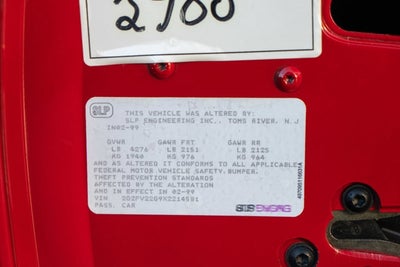 2900
SLP
THIS VEHICLE WAS ALTERED BY:
SLP ENGINEERING INC., TOMS RIVER, N.J
IN02-99
GVWR GAWR FRT GAWR RR
LB 4276 LB 2151 LB 2125
KG 1940 KG 976 KG 964
AND AS ALTERED IT CONFORMS TO ALL APPLICABLE
FEDERAL MOTOR VEHICLE SAFETY, BUMPER,
THEFT PREVENTION STANDARDS
AFFECTED BY THE ALTERATION
AND IN EFFECT IN 02-99
VIN 2G2FV22G9X2214581
PASS. CAR